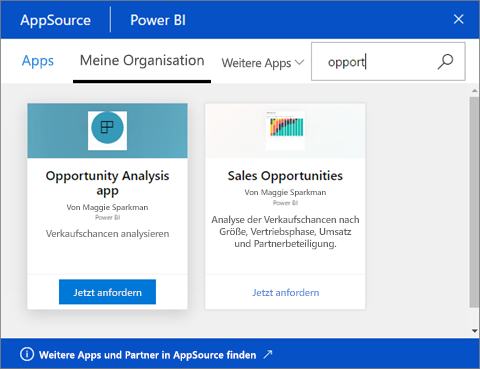 AppSource Power BI
Apps Meine Organisation Weitere Apps opport
Opportunity Analysis
app
Von Maggie Sparkman
Power BI
Verkaufschancen analysieren
Jetzt anfordern
Sales Opportunities
Von Maggie Sparkman
Power BI
Analyse der Verkaufschancen nach
Größe, Vertriebsphase, Umsatz
und Partnerbeteiligung.
Jetzt anfordern
Weitere Apps und Partner in AppSource finden